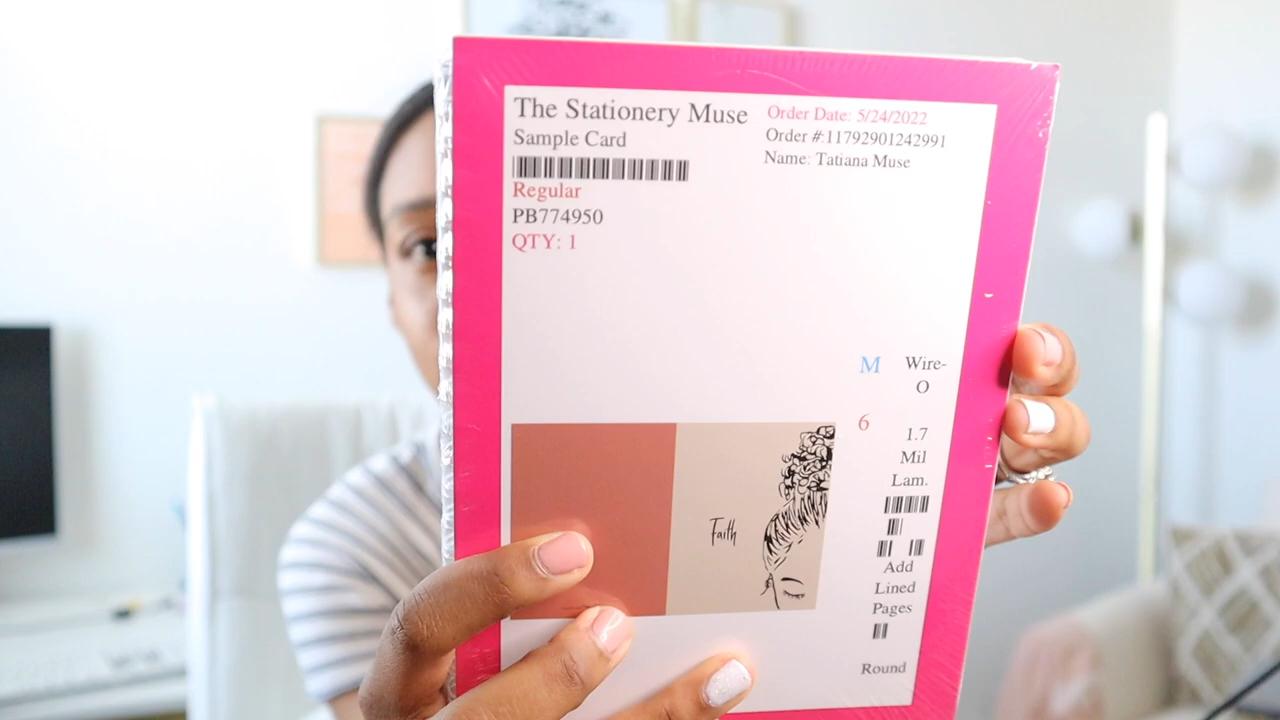 The Stationery Muse
Sample Card
Regular
PB774950
QTY: 1
Order Date: 5/24/2022
Order #:11792901242991
Name: Tatiana Muse
M
Wire-
O
6
1.7
Mil
Lam.
Add
Lined
Pages
Round
Faith